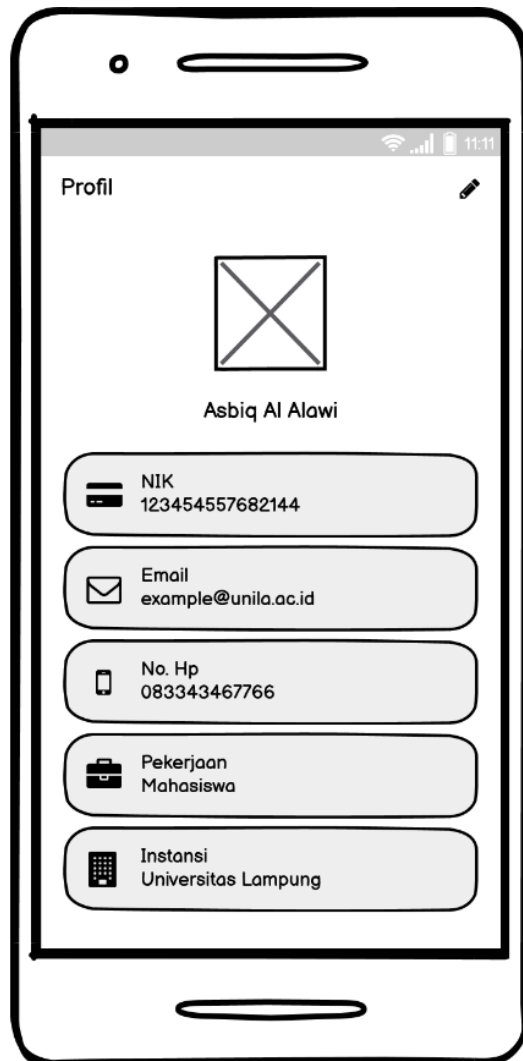 11:11
Profil
Asbiq Al Alawi
NIK
123454557682144
Email
example@unila.ac.id
No. Hp
083343467766
Pekerjaan
Mahasiswa
Instansi
Universitas Lampung